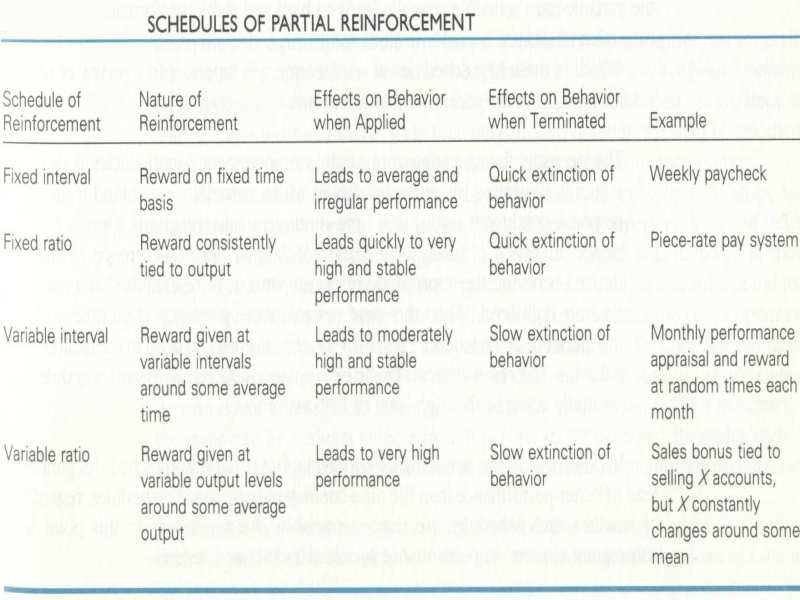 SCHEDULES OF PARTIAL REINFORCEMENT
Schedule of Reinforcement
Nature of Reinforcement
Effects on Behavior when Applied
Effects on Behavior when Terminated
Example
Fixed interval
Reward on fixed time
basis
Leads to average and
irregular performance
Quick extinction of
behavior
Weekly paycheck
Fixed ratio
Reward consistently
tied to output
Leads quickly to very
high and stable
performance
Quick extinction of
behavior
Piece-rate pay system
Variable interval
Reward given at
variable intervals
around some average
time
Leads to moderately
high and stable
performance
Slow extinction of
behavior
Monthly performance
appraisal and reward
at random times each
month
Variable ratio
Reward given at
variable output levels
around some average
output
Leads to very high
performance
Slow extinction of
behavior
Sales bonus tied to
selling X accounts,
but X constantly
changes around some
mean